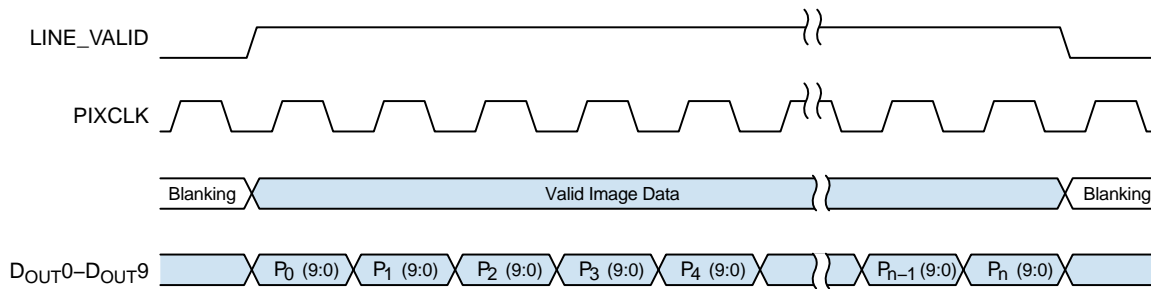 LINE_VALID
PIXCLK
Blanking Valid Image Data Blanking
DOUT0–DOUT9 P0 (9:0) P1 (9:0) P2 (9:0) P3 (9:0) P4 (9:0) Pn–1 (9:0) Pn (9:0)